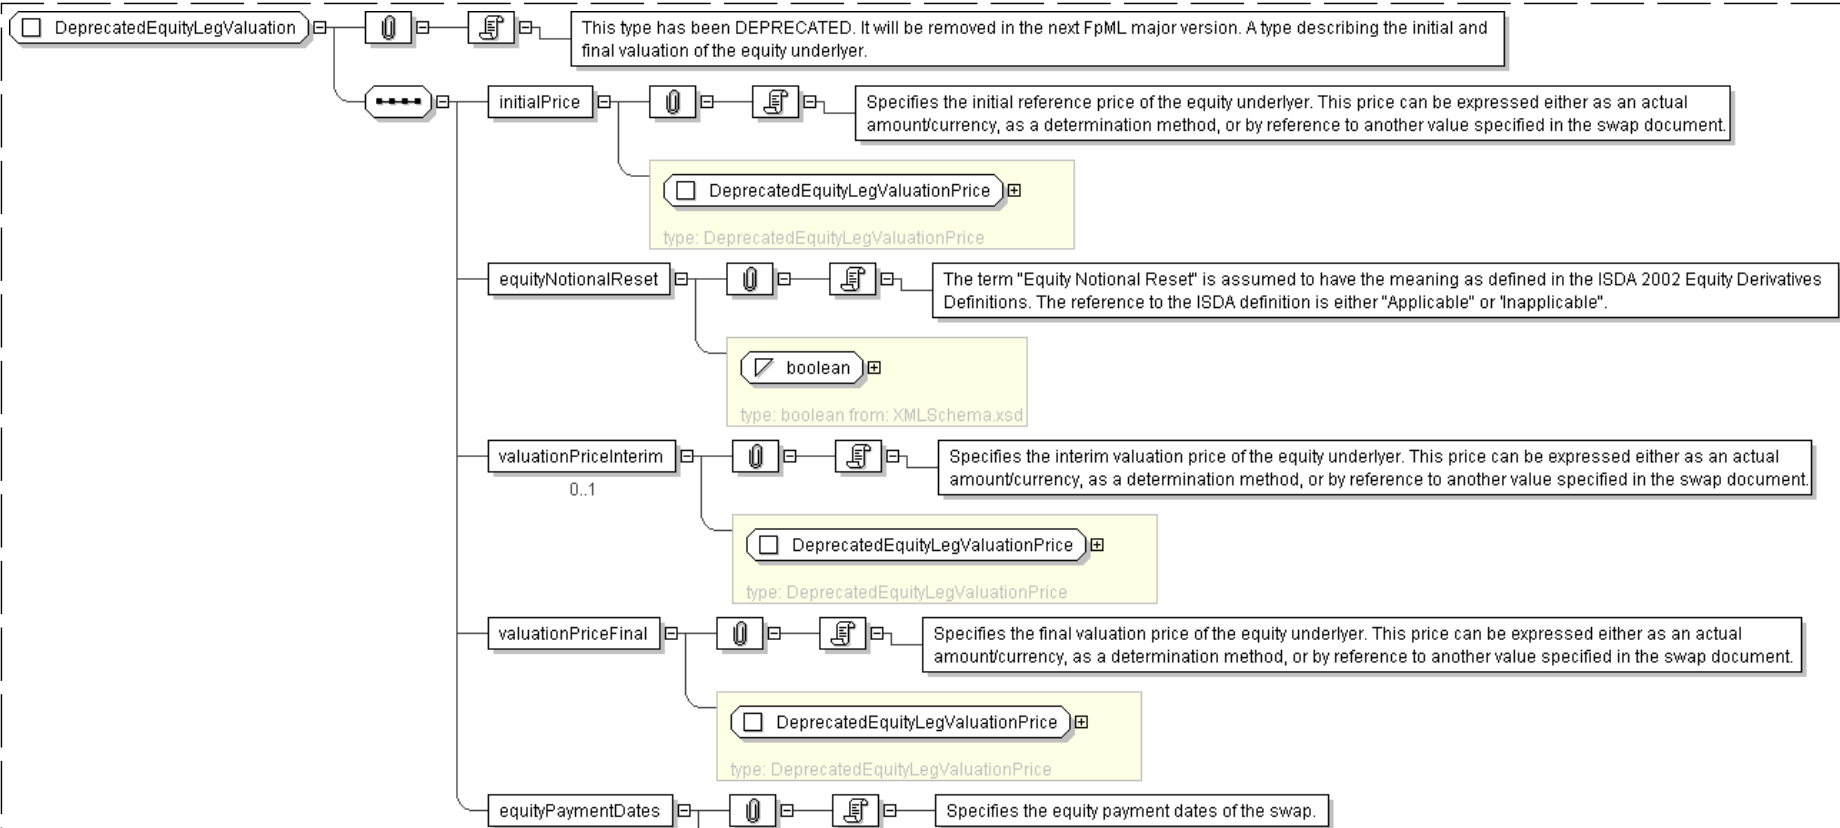 DeprecatedEquityLegValuation
This type has been DEPRECATED. It will be removed in the next FpML major version. A type describing the initial and
final valuation of the equity underlyer.
initialPrice
Specifies the initial reference price of the equity underlyer. This price can be expressed either as an actual
amount/currency, as a determination method, or by reference to another value specified in the swap document.
DeprecatedEquityLegValuationPrice
type: DeprecatedEquityLegValuationPrice
equityNotionalReset
The term "Equity Notional Reset" is assumed to have the meaning as defined in the ISDA 2002 Equity Derivatives
Definitions. The reference to the ISDA definition is either "Applicable" or 'Inapplicable".
boolean
type: boolean from: XMLSchema.xsd
valuationPriceInterim
0..1
Specifies the interim valuation price of the equity underlyer. This price can be expressed either as an actual
amount/currency, as a determination method, or by reference to another value specified in the swap document.
DeprecatedEquityLegValuationPrice
type: DeprecatedEquityLegValuationPrice
valuationPriceFinal
Specifies the final valuation price of the equity underlyer. This price can be expressed either as an actual
amount/currency, as a determination method, or by reference to another value specified in the swap document.
DeprecatedEquityLegValuationPrice
type: DeprecatedEquityLegValuationPrice
equityPaymentDates
Specifies the equity payment dates of the swap.